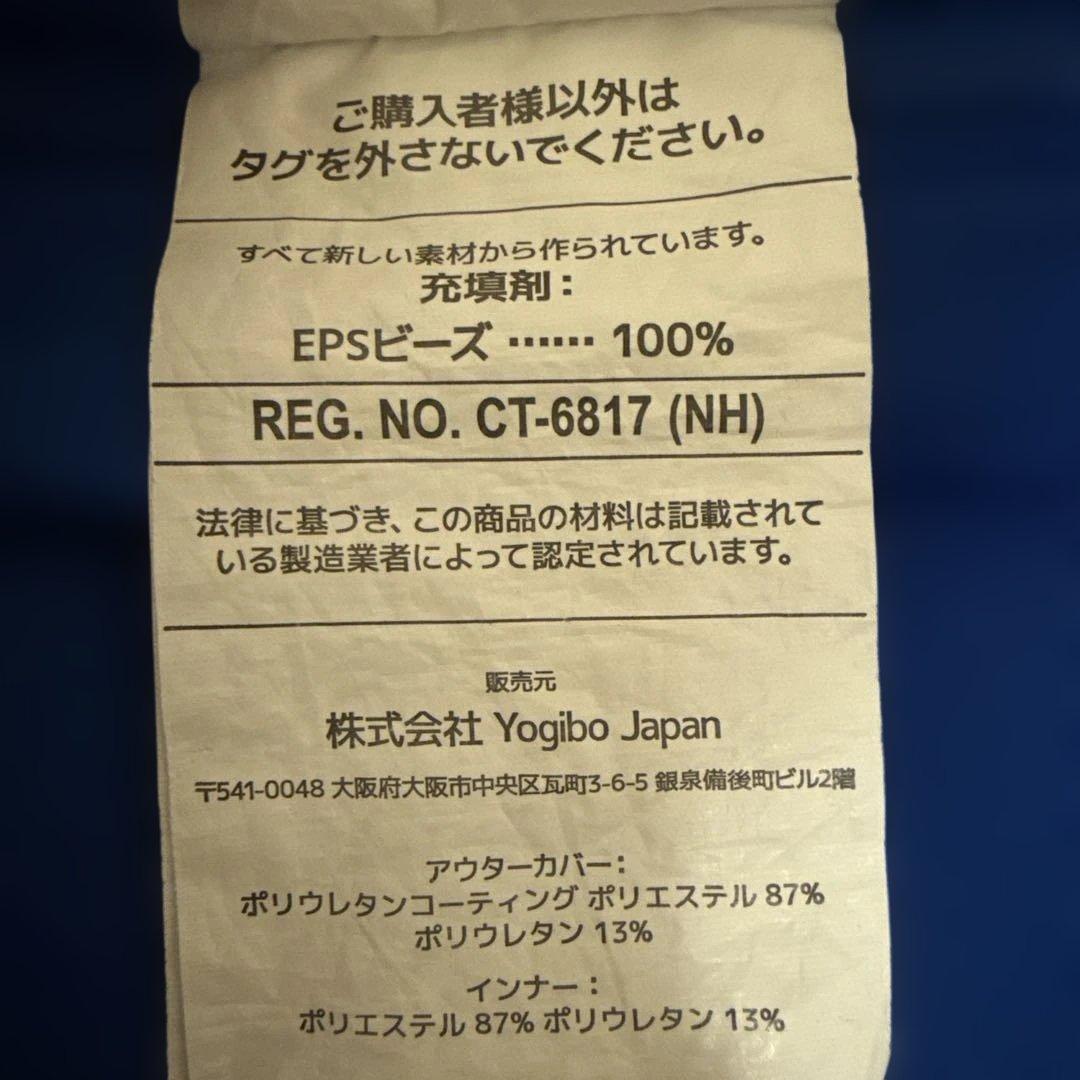 ご購入者様以外は
タグを外さないでください。
すべて新しい素材から作られています。
充填剤：
EPSビーズ …… 100%
REG. NO. CT-6817 (NH)
法律に基づき、この商品の材料は記載されて
いる製造業者によって認定されています。
販売元
株式会社 Yogibo Japan
〒541-0048 大阪府大阪市中央区瓦町3-6-5 銀泉備後町ビル2階
アウターカバー：
ポリウレタンコーティング ポリエステル 87%
ポリウレタン 13%
インナー：
ポリエステル 87% ポリウレタン 13%